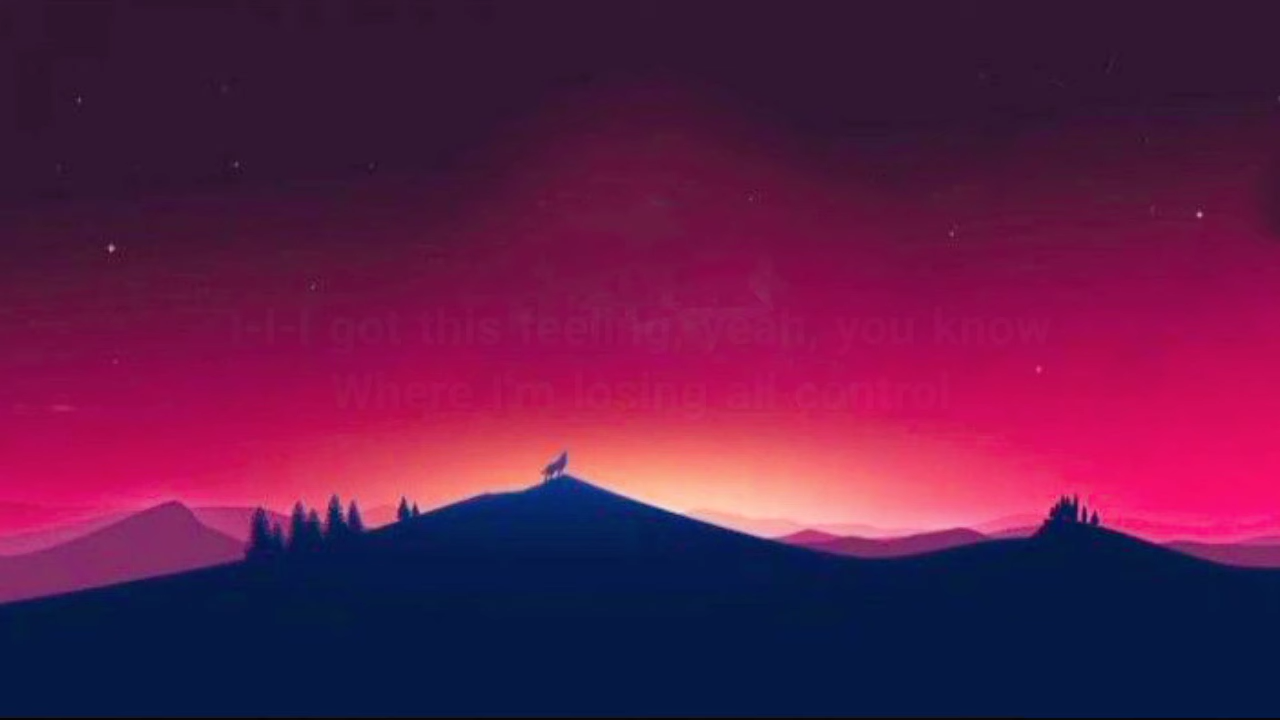 I-I-I got this feeling, yeah, you know
Where I'm losing all control